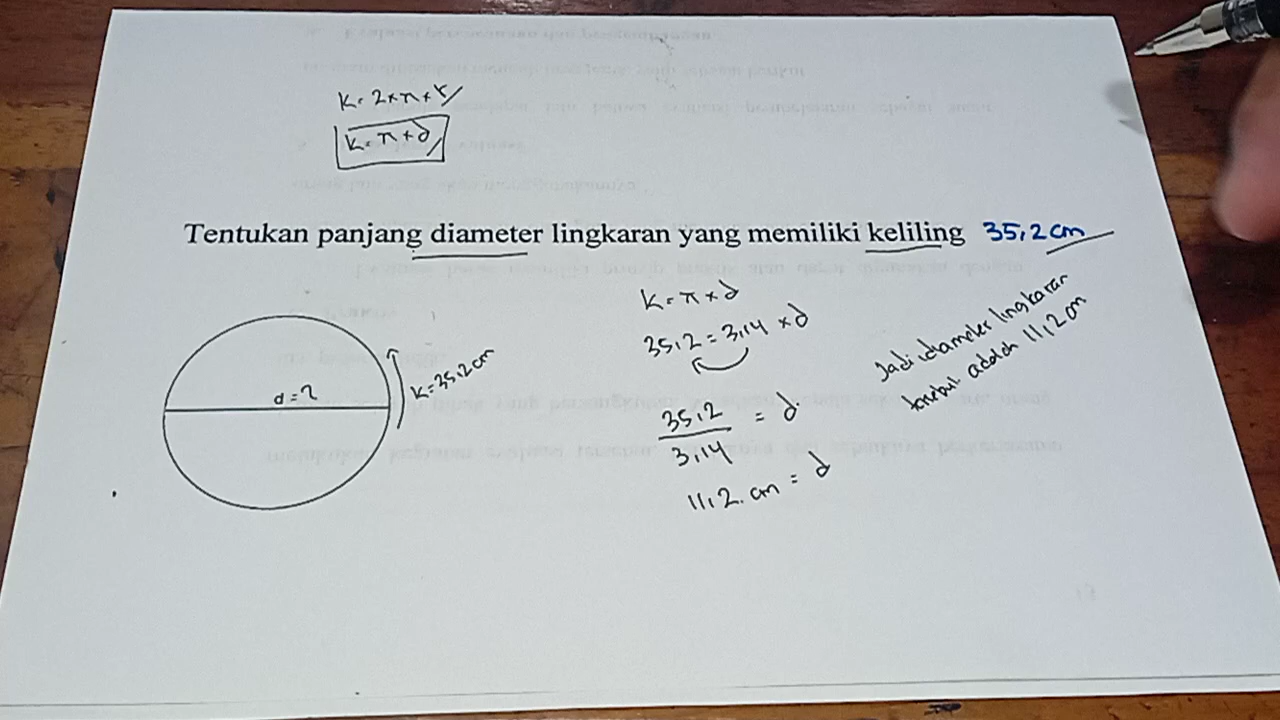 K = 2 × π × r
K = π × d
Tentukan panjang diameter lingkaran yang memiliki keliling 35,2 cm
d = ?
K = 35,2 cm
K = π × d
35,2 = 3,14 × d
35,2
3,14
= d
11,2 cm = d
Jadi diameter lingkaran
tersebut adalah 11,2 cm